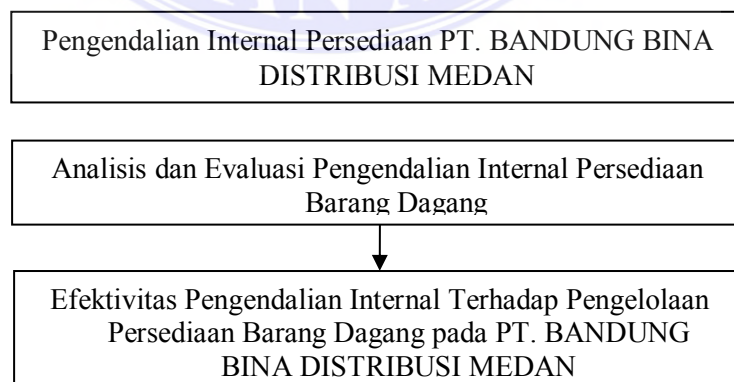 Pengendalian Internal Persediaan PT. BANDUNG BINA
DISTRIBUSI MEDAN
Analisis dan Evaluasi Pengendalian Internal Persediaan
Barang Dagang
Efektivitas Pengendalian Internal Terhadap Pengelolaan
Persediaan Barang Dagang pada PT. BANDUNG
BINA DISTRIBUSI MEDAN